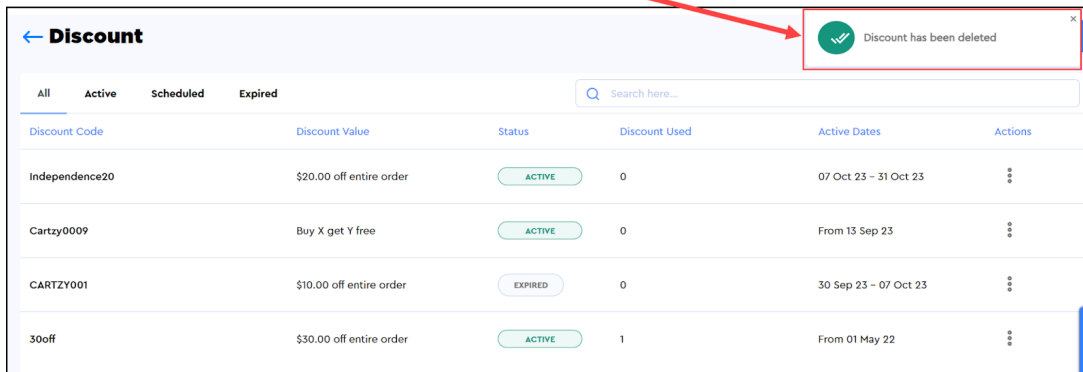 Discount
Discount has been deleted
All Active Scheduled Expired
Search here...
Discount Code Discount Value Status Discount Used Active Dates Actions
Independence20 $20.00 off entire order ACTIVE 0 07 Oct 23 - 31 Oct 23
Cartzy0009 Buy X get Y free ACTIVE 0 From 13 Sep 23
CARTZY001 $10.00 off entire order EXPIRED 0 30 Sep 23 - 07 Oct 23
30off $30.00 off entire order ACTIVE 1 From 01 May 22